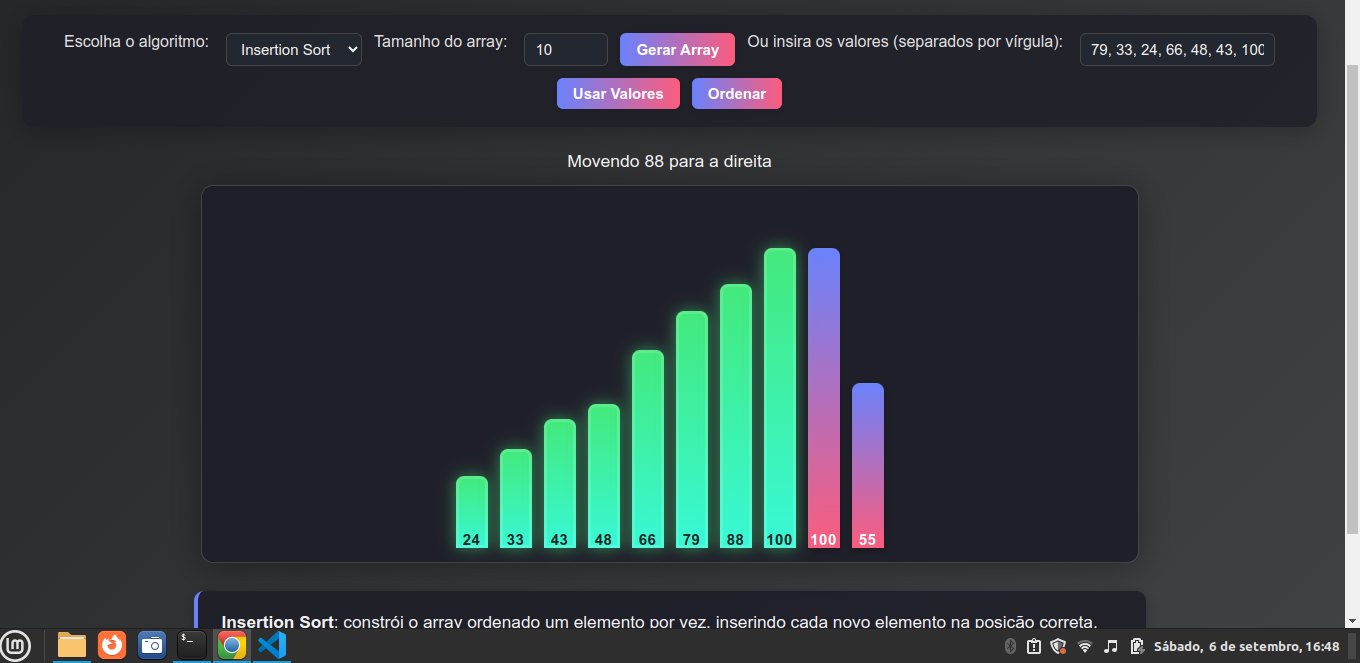 Escolha o algoritmo: Insertion Sort Tamanho do array: 10 Gerar Array Ou insira os valores (separados por vírgula): 79, 33, 24, 66, 48, 43, 100
Usar Valores Ordenar
Movendo 88 para a direita
24 33 43 48 66 79 88 100 100 55
Insertion Sort: constrói o array ordenado um elemento por vez, inserindo cada novo elemento na posição correta.
Sábado, 6 de setembro, 16:48